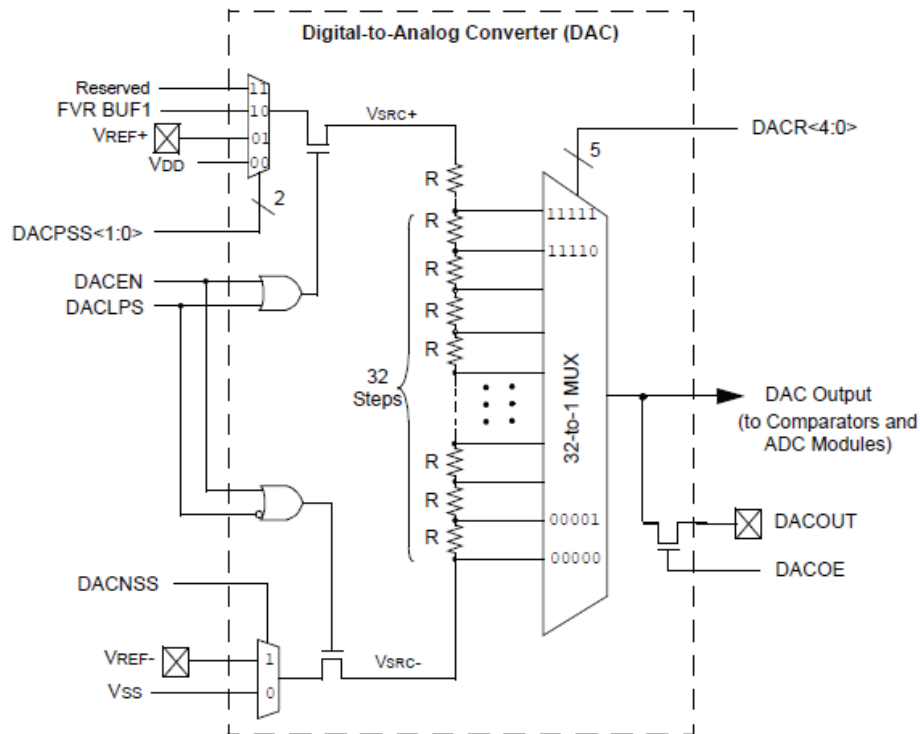 Digital-to-Analog Converter (DAC)
Reserved
11
FVR BUF1
10
VREF+
01
VDD
00
2
DACPSS<1:0>
VSRC+
DACR<4:0>
5
R
R
11111
R
11110
R
R
DACEN
DACLPS
32
Steps
32-to-1 MUX
DAC Output
(to Comparators and
ADC Modules)
R
R
00001
R
00000
DACOUT
DACOE
DACNSS
VREF-
1
VSS
0
VSRC-